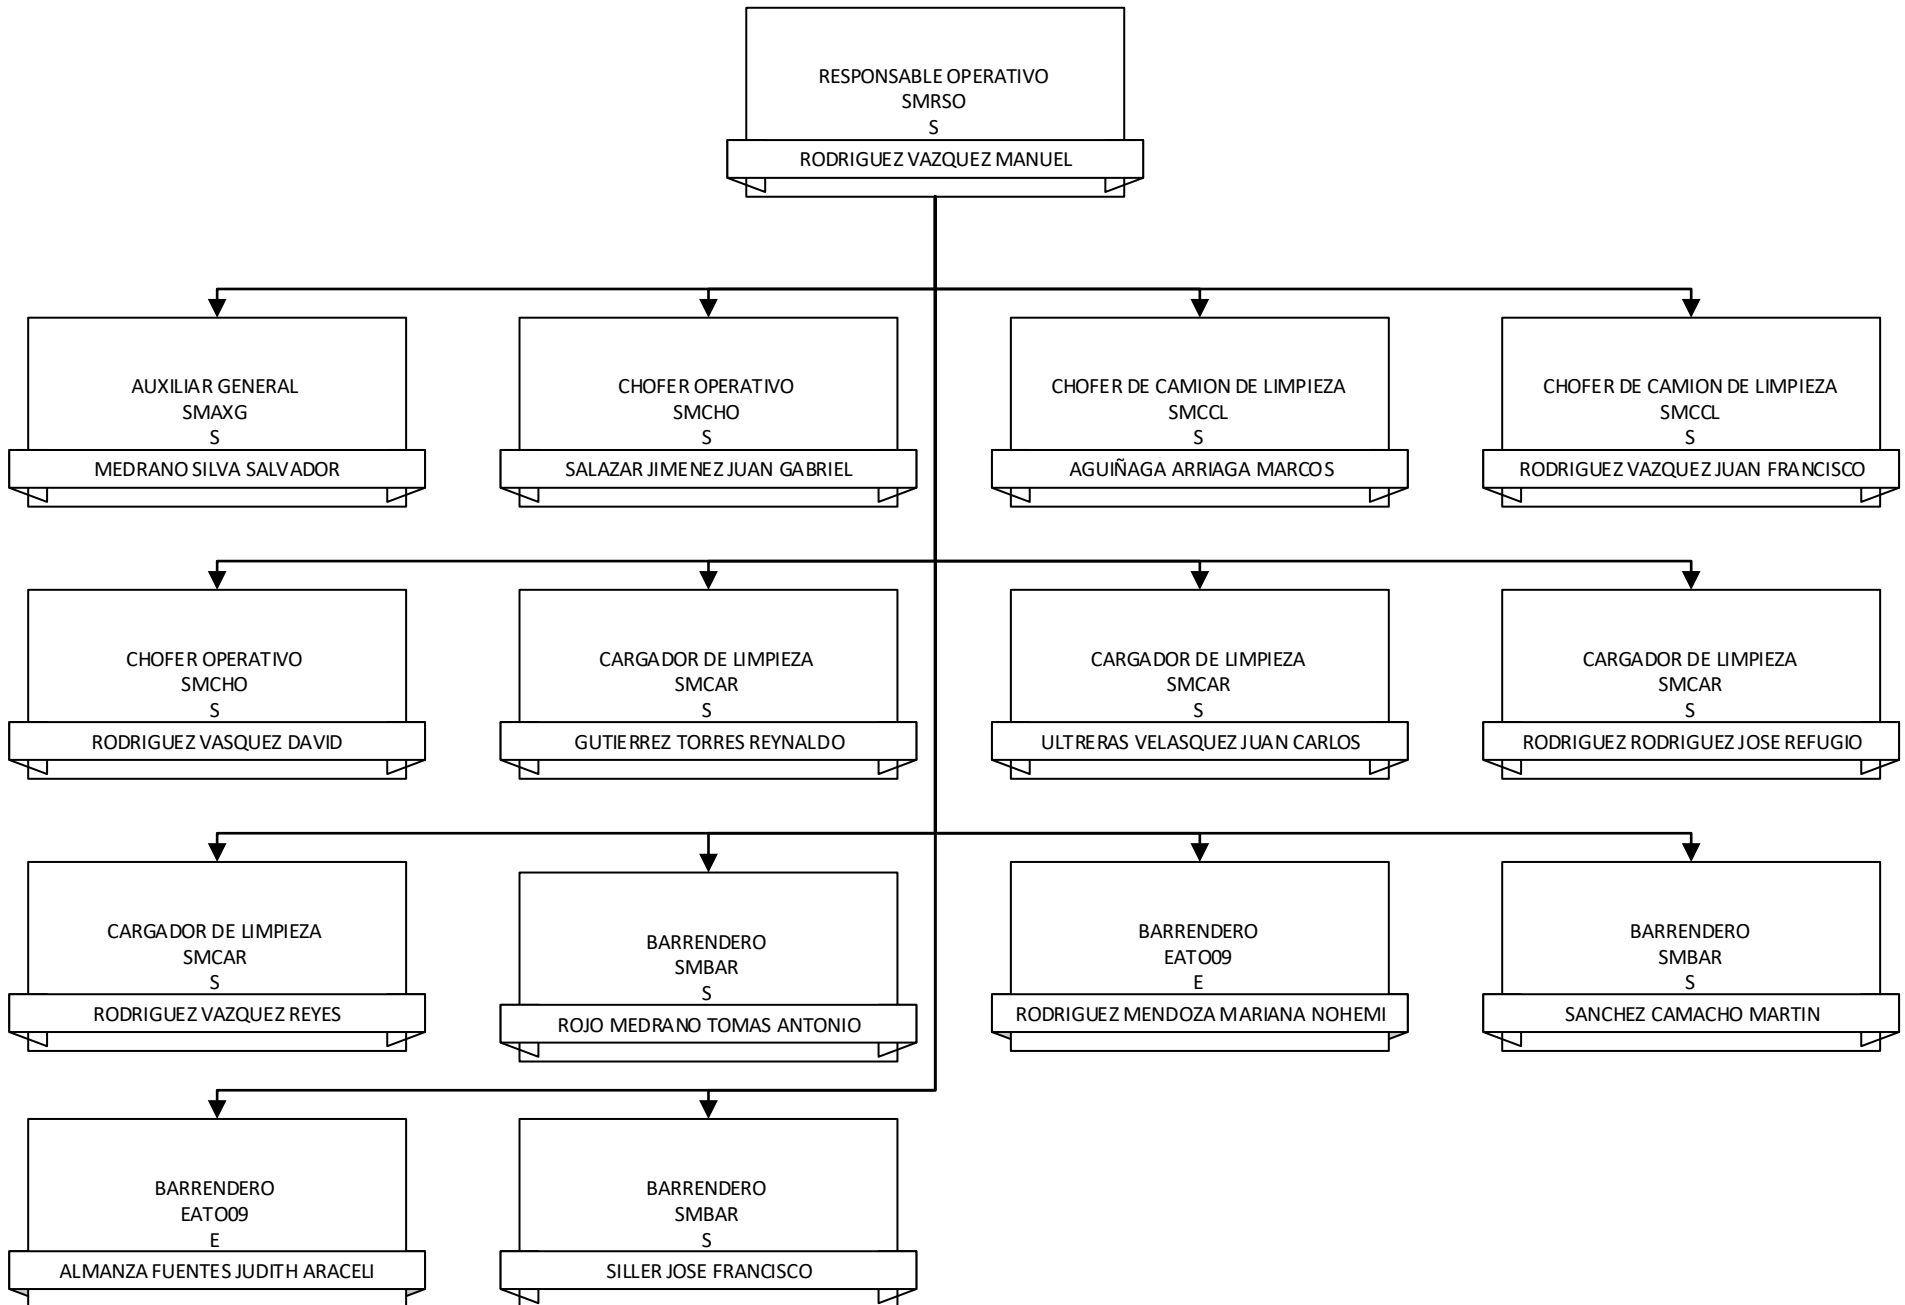 RESPONSABLE OPERATIVO
SMRSO
S
RODRIGUEZ VAZQUEZ MANUEL
AUXILIAR GENERAL
SMAXG
S
MEDRANO SILVA SALVADOR
CHOFER OPERATIVO
SMCHO
S
SALAZAR JIMENEZ JUAN GABRIEL
CHOFER DE CAMION DE LIMPIEZA
SMCCL
S
AGUIÑAGA ARRIAGA MARCOS
CHOFER DE CAMION DE LIMPIEZA
SMCCL
S
RODRIGUEZ VAZQUEZ JUAN FRANCISCO
CHOFER OPERATIVO
SMCHO
S
RODRIGUEZ VASQUEZ DAVID
CARGADOR DE LIMPIEZA
SMCAR
S
GUTIERREZ TORRES REYNALDO
CARGADOR DE LIMPIEZA
SMCAR
S
ULTRERAS VELASQUEZ JUAN CARLOS
CARGADOR DE LIMPIEZA
SMCAR
S
RODRIGUEZ RODRIGUEZ JOSE REFUGIO
CARGADOR DE LIMPIEZA
SMCAR
S
RODRIGUEZ VAZQUEZ REYES
BARRENDERO
SMBAR
S
ROJO MEDRANO TOMAS ANTONIO
BARRENDERO
EATO09
E
RODRIGUEZ MENDOZA MARIANA NOHEMI
BARRENDERO
SMBAR
S
SANCHEZ CAMACHO MARTIN
BARRENDERO
EATO09
E
ALMANZA FUENTES JUDITH ARACELI
BARRENDERO
SMBAR
S
SILLER JOSE FRANCISCO